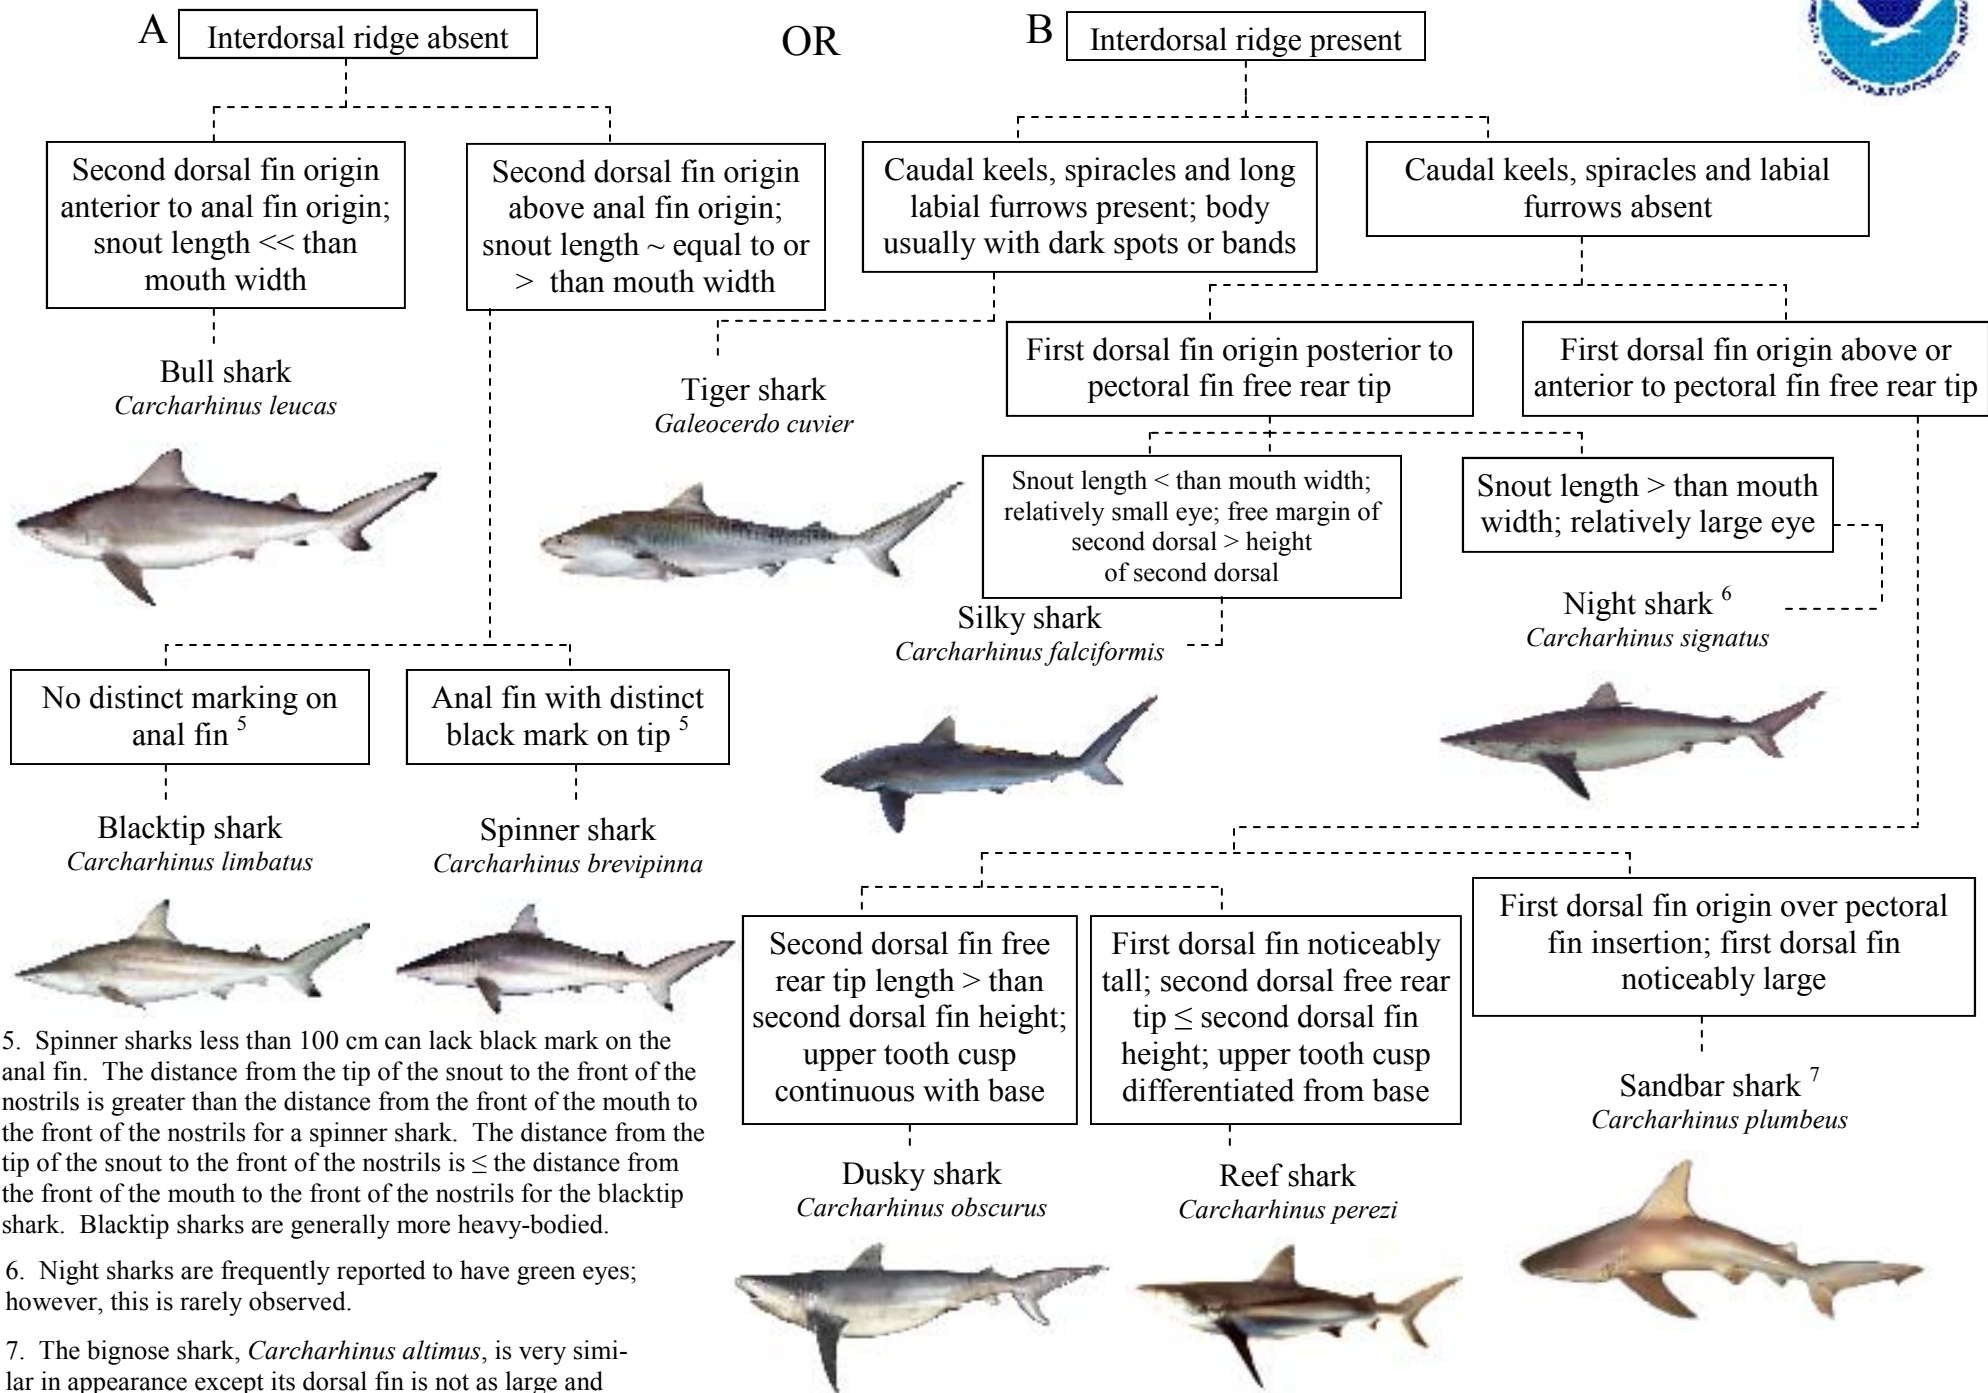 A
Interdorsal ridge absent
OR
B
Interdorsal ridge present
Second dorsal fin origin
anterior to anal fin origin;
snout length << than
mouth width
Second dorsal fin origin
above anal fin origin;
snout length ~ equal to or
> than mouth width
Caudal keels, spiracles and long
labial furrows present; body
usually with dark spots or bands
Caudal keels, spiracles and labial
furrows absent
Bull shark
Carcharhinus leucas
Tiger shark
Galeocerdo cuvier
First dorsal fin origin posterior to
pectoral fin free rear tip
First dorsal fin origin above or
anterior to pectoral fin free rear tip
Snout length < than mouth width;
relatively small eye; free margin of
second dorsal > height
of second dorsal
Snout length > than mouth
width; relatively large eye
Silky shark
Carcharhinus falciformis
Night shark 6
Carcharhinus signatus
No distinct marking on
anal fin 5
Anal fin with distinct
black mark on tip 5
Blacktip shark
Carcharhinus limbatus
Spinner shark
Carcharhinus brevipinna
Second dorsal fin free
rear tip length > than
second dorsal fin height;
upper tooth cusp
continuous with base
First dorsal fin noticeably
tall; second dorsal free rear
tip ≤ second dorsal fin
height; upper tooth cusp
differentiated from base
First dorsal fin origin over pectoral
fin insertion; first dorsal fin
noticeably large
Dusky shark
Carcharhinus obscurus
Reef shark
Carcharhinus perezi
Sandbar shark 7
Carcharhinus plumbeus
5. Spinner sharks less than 100 cm can lack black mark on the
anal fin. The distance from the tip of the snout to the front of the
nostrils is greater than the distance from the front of the mouth to
the front of the nostrils for a spinner shark. The distance from the
tip of the snout to the front of the nostrils is ≤ the distance from
the front of the mouth to the front of the nostrils for the blacktip
shark. Blacktip sharks are generally more heavy-bodied.
6. Night sharks are frequently reported to have green eyes;
however, this is rarely observed.
7. The bignose shark, Carcharhinus altimus, is very simi-
lar in appearance except its dorsal fin is not as large and